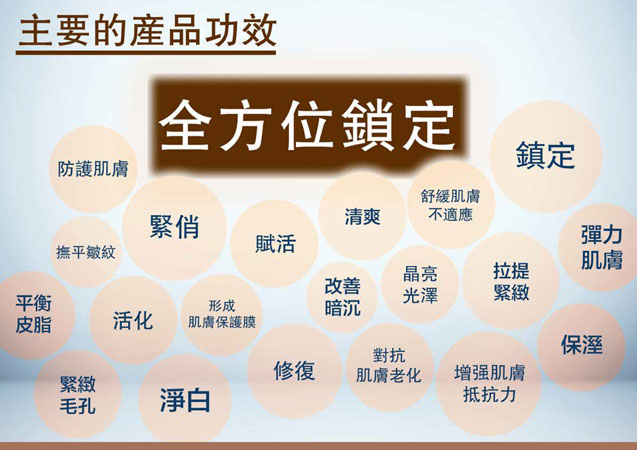 主要的産品功效
全方位鎖定
防護肌膚
緊俏
清爽
舒緩肌膚
不適應
鎮定
撫平皺紋
賦活
彈力
肌膚
平衡
皮脂
活化
形成
肌膚保護膜
改善
暗沉
晶亮
光澤
拉提
緊緻
保溼
緊緻
毛孔
淨白
修復
對抗
肌膚老化
增强肌膚
抵抗力